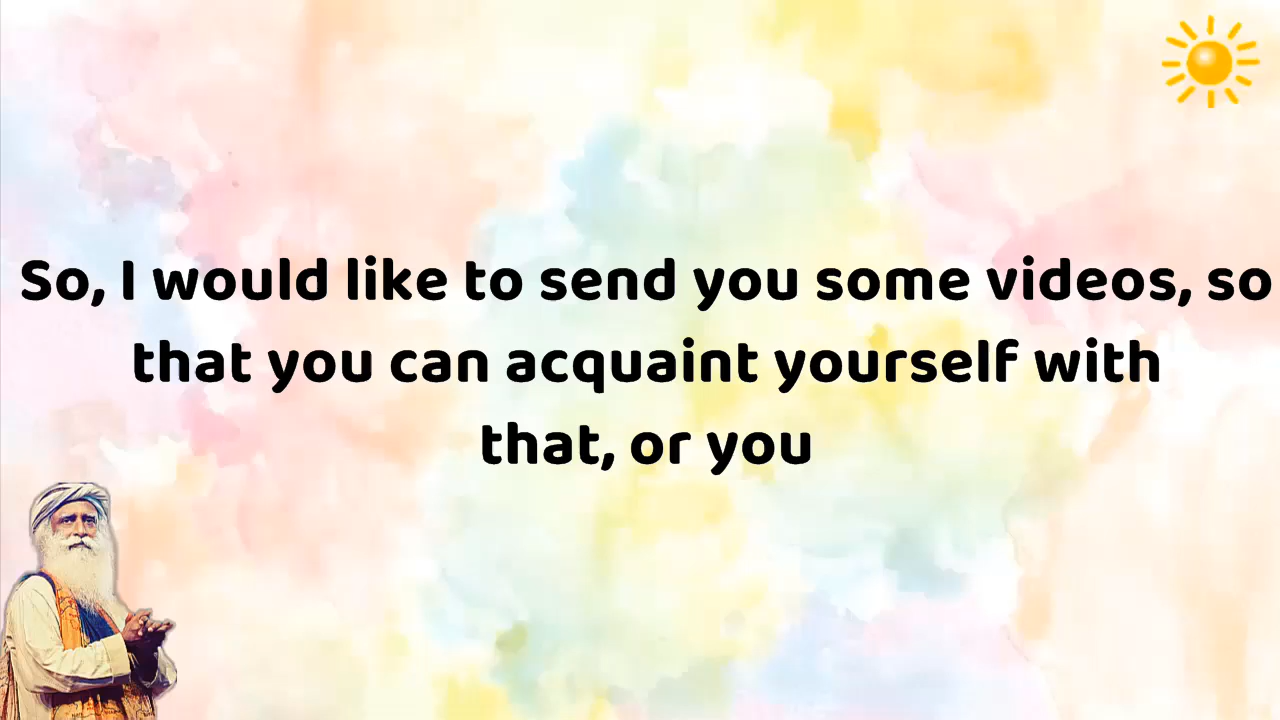 So, I would like to send you some videos, so
that you can acquaint yourself with
that, or you